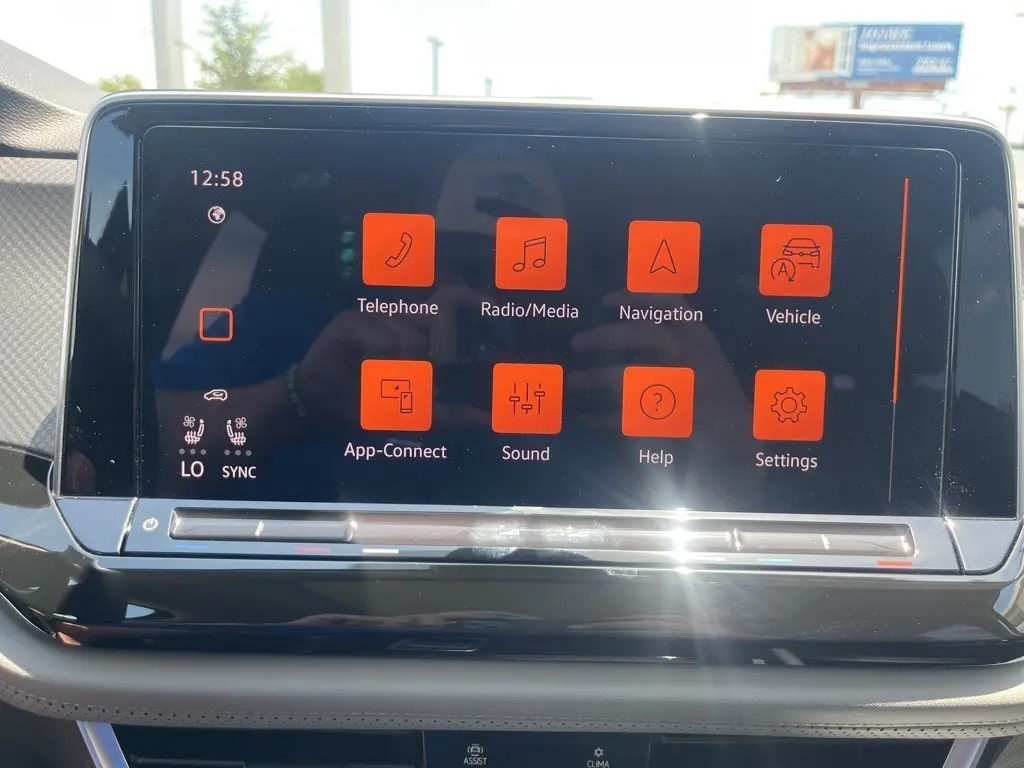 12:58
Telephone
Radio/Media
Navigation
A
Vehicle
App-Connect
Sound
?
Help
Settings
LO SYNC
ASSIST
CLIMA